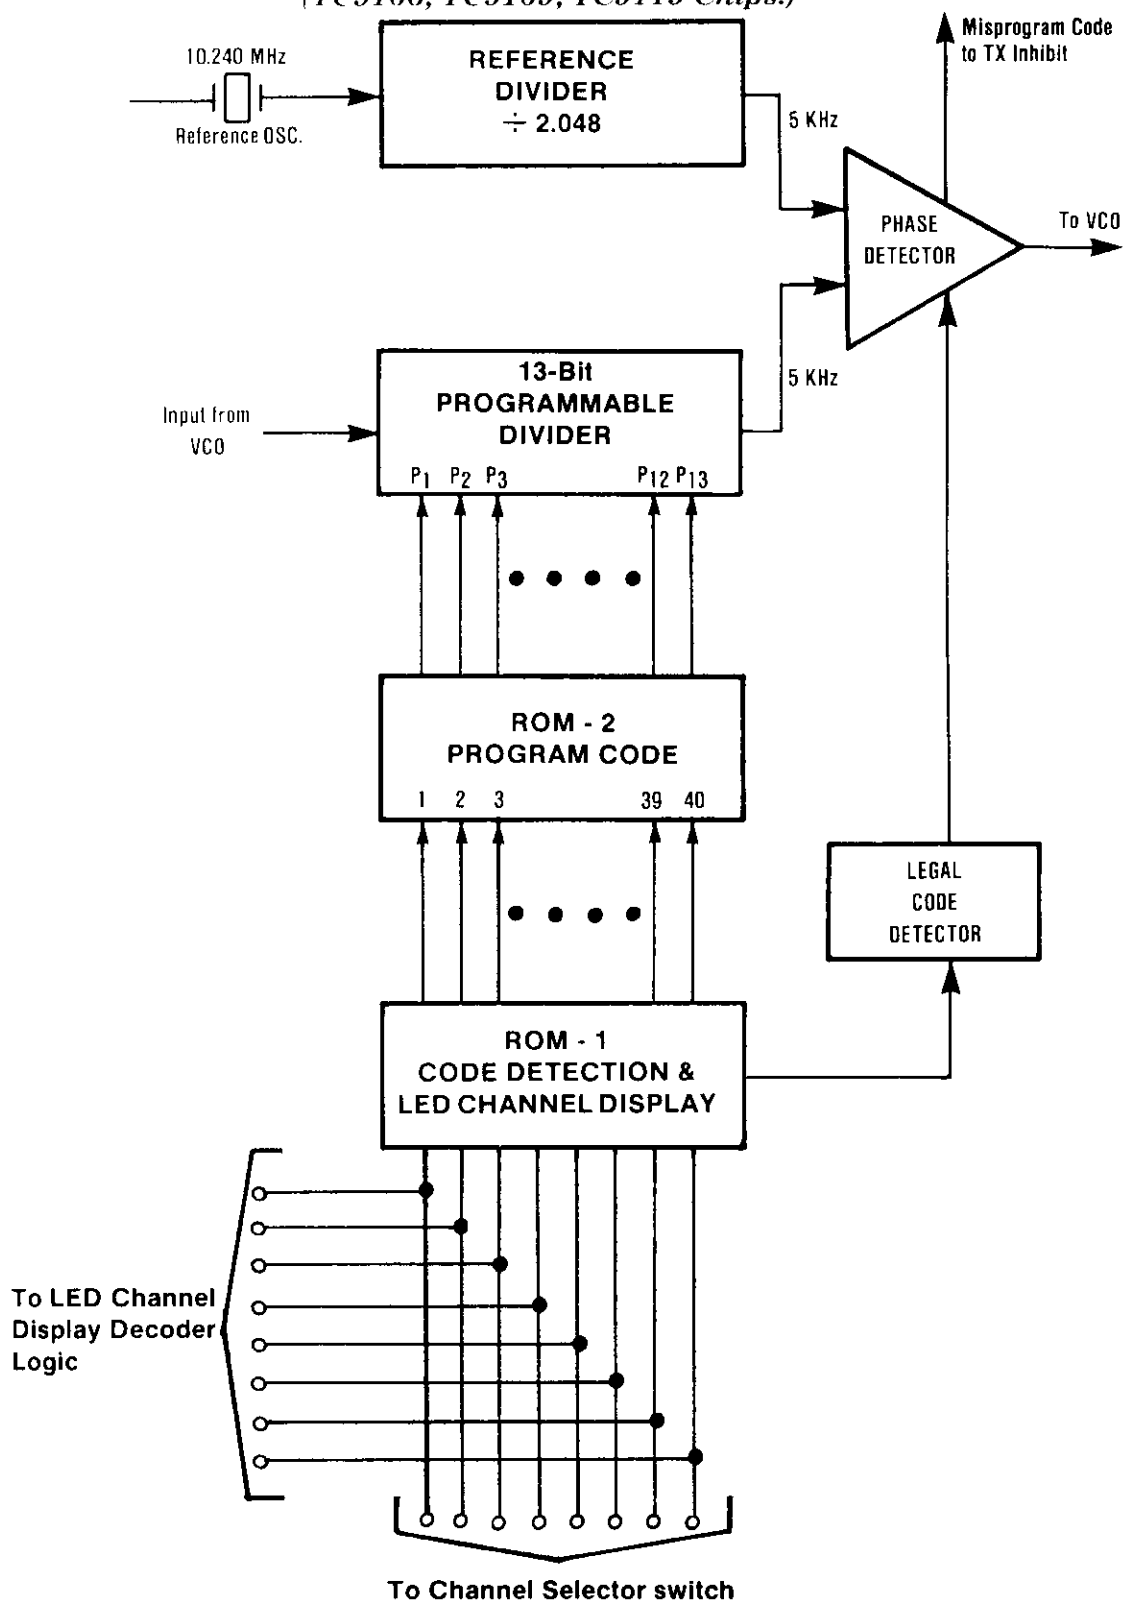 Chips.)
10.240 MHz
Reference OSC.
REFERENCE
DIVIDER
÷ 2.048
5 KHz
Misprogram Code
to TX Inhibit
PHASE
DETECTOR
To VCO
Input from
VCO
13-Bit
PROGRAMMABLE
DIVIDER
P1 P2 P3 P12 P13
5 KHz
ROM - 2
PROGRAM CODE
1 2 3 39 40
LEGAL
CODE
DETECTOR
ROM - 1
CODE DETECTION &
LED CHANNEL DISPLAY
To LED Channel
Display Decoder
Logic
To Channel Selector switch